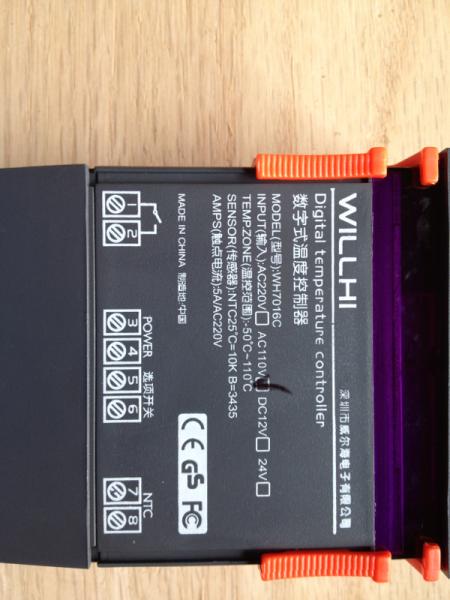 WILLHI
深圳市威尔海电子有限公司
Digital temperature controller
数字式温度控制器
MODEL(型号):WH7016C
INPUT(输入):AC220V□ AC110V□ DC12V□ 24V□
TEMP.ZONE(温控范围):-50℃~110℃
SENSOR(传感器):NTC25℃=10K B=3435
AMPS(触点电流):5A/AC220V
MADE IN CHINA 制造地:中国
CE GS FC
POWER 选项开关 NTC
1 2 3 4 5 6 7 8